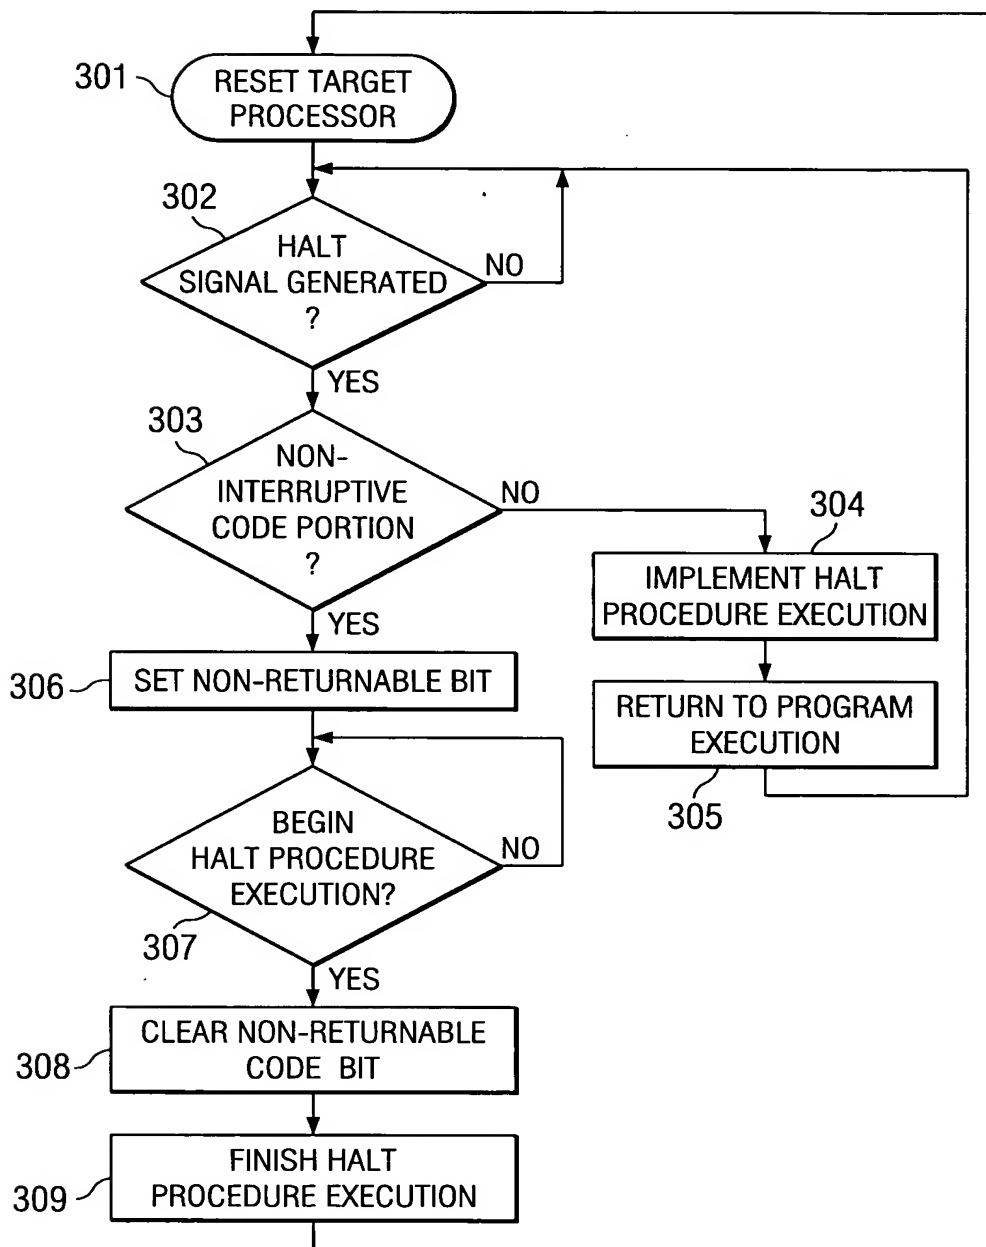 301
RESET TARGET
PROCESSOR
302
HALT
SIGNAL GENERATED
?
NO
YES
303
NON-
INTERRUPTIVE
CODE PORTION
?
NO
YES
304
IMPLEMENT HALT
PROCEDURE EXECUTION
RETURN TO PROGRAM
EXECUTION
305
306
SET NON-RETURNABLE BIT
BEGIN
HALT PROCEDURE
EXECUTION?
NO
307
YES
CLEAR NON-RETURNABLE
CODE BIT
308
FINISH HALT
PROCEDURE EXECUTION
309